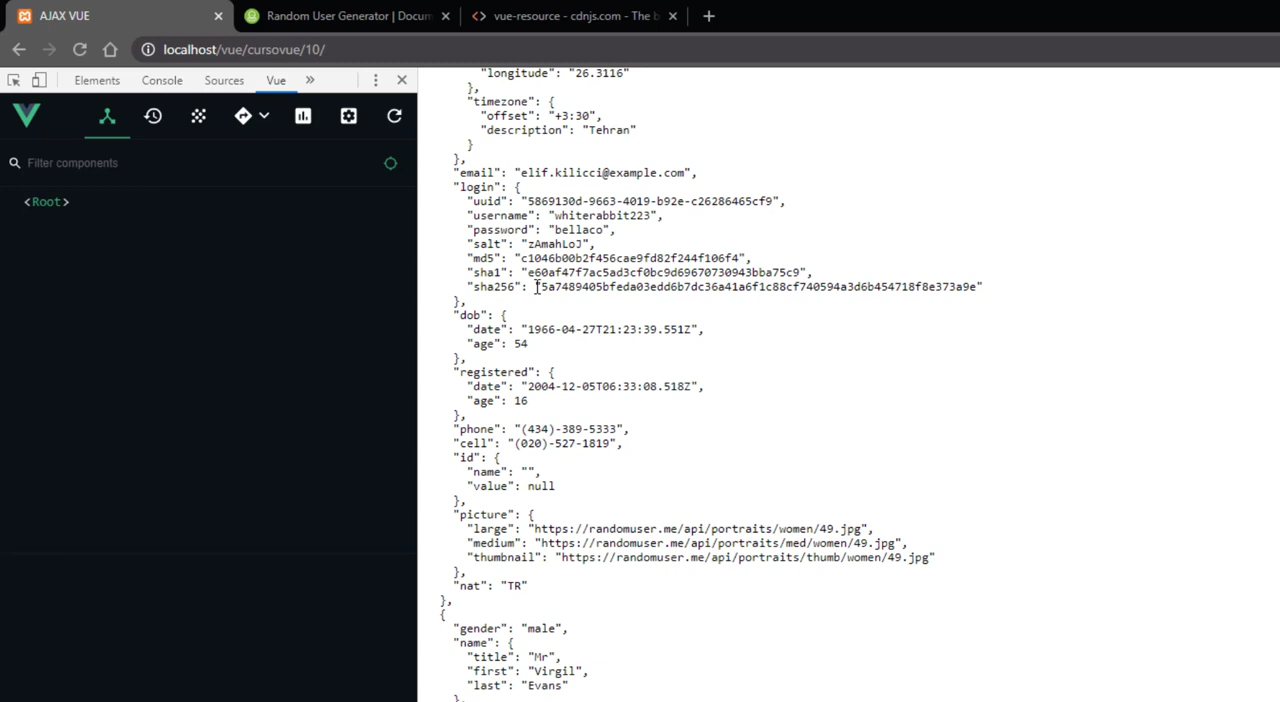 AJAX VUE
Random User Generator | Docum
vue-resource - cdnjs.com - The b
localhost/vue/cursovue/10/
Elements Console Sources Vue
Filter components
<Root>
"longitude": "26.3116"
},
"timezone": {
"offset": "+3:30",
"description": "Tehran"
}
},
"email": "elif.kilicci@example.com",
"login": {
"uuid": "5869130d-9663-4019-b92e-c26286465cf9",
"username": "whiterabbit223",
"password": "bellaco",
"salt": "zAmahLoJ",
"md5": "c1046b00b2f456cae9fd82f244f106f4",
"sha1": "e60af47f7ac5ad3cf0bc9d69670730943bba75c9",
"sha256": "f5a7489405bfeda03edd6b7dc36a41a6f1c88cf740594a3d6b454718f8e373a9e"
},
"dob": {
"date": "1966-04-27T21:23:39.551Z",
"age": 54
},
"registered": {
"date": "2004-12-05T06:33:08.518Z",
"age": 16
},
"phone": "(434)-389-5333",
"cell": "(020)-527-1819",
"id": {
"name": "",
"value": null
},
"picture": {
"large": "https://randomuser.me/api/portraits/women/49.jpg",
"medium": "https://randomuser.me/api/portraits/med/women/49.jpg",
"thumbnail": "https://randomuser.me/api/portraits/thumb/women/49.jpg"
},
"nat": "TR"
},
{
"gender": "male",
"name": {
"title": "Mr",
"first": "Virgil",
"last": "Evans"
},